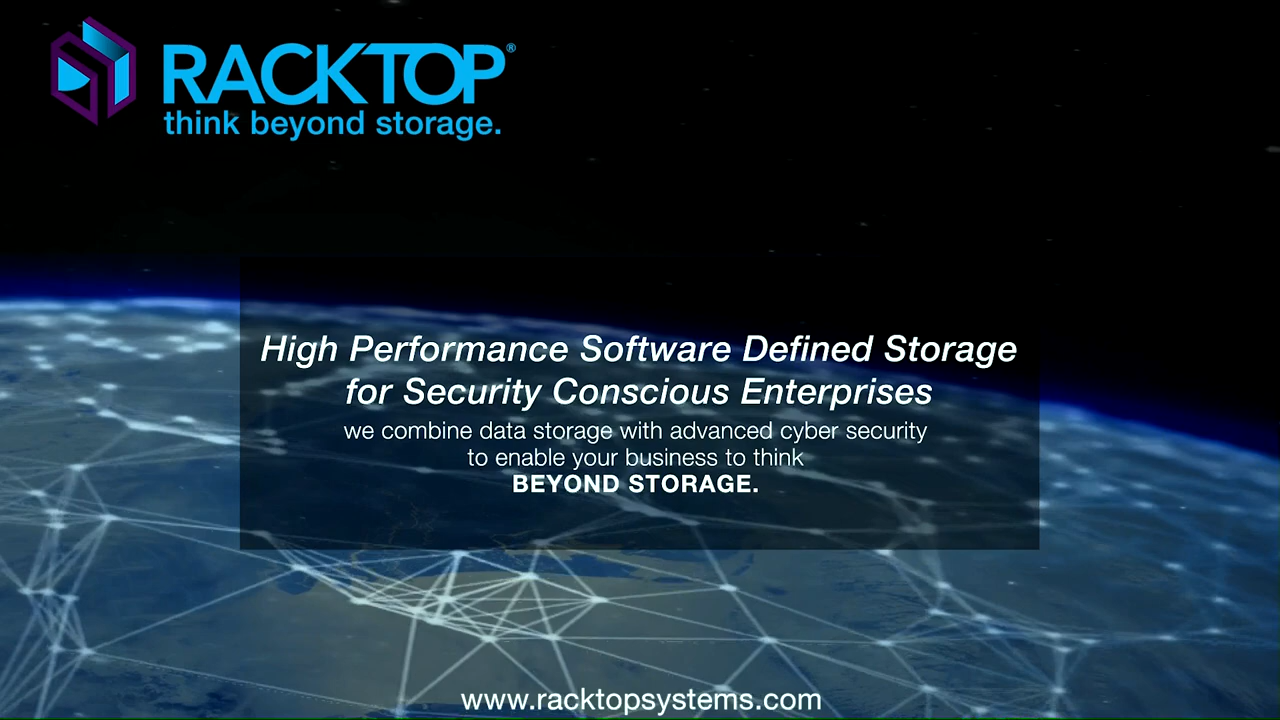 RACKTOP®
think beyond storage.
High Performance Software Defined Storage
for Security Conscious Enterprises
we combine data storage with advanced cyber security
to enable your business to think
BEYOND STORAGE.
www.racktopsystems.com